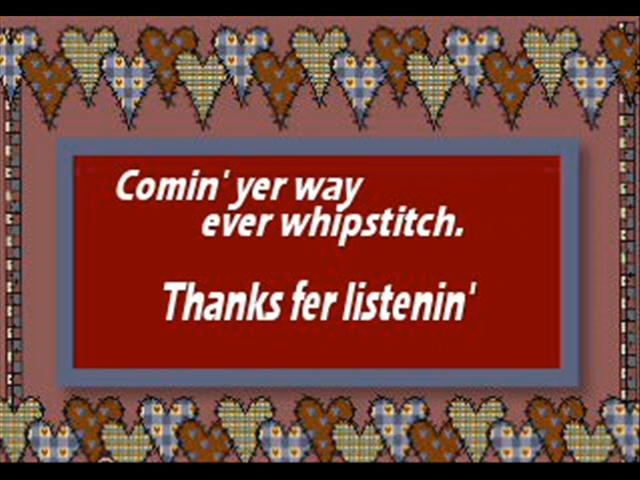 Comin' yer way
ever whipstitch.
Thanks fer listenin'